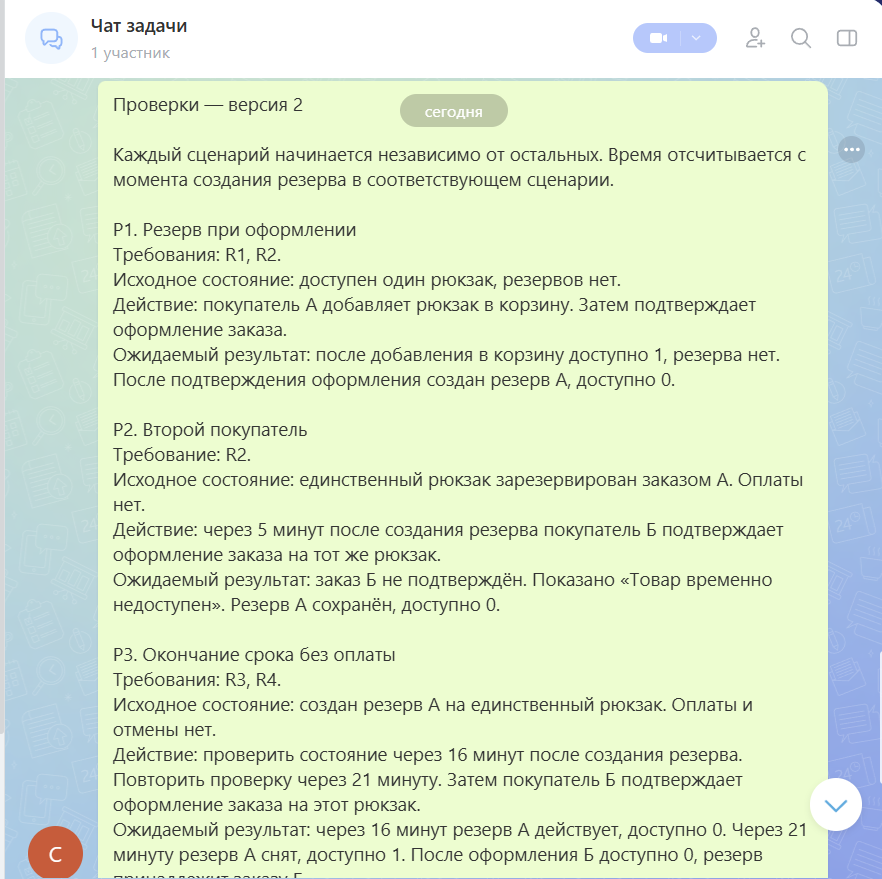 Чат задачи
1 участник
Проверки — версия 2
сегодня
Каждый сценарий начинается независимо от остальных. Время отсчитывается с
момента создания резерва в соответствующем сценарии.
P1. Резерв при оформлении
Требования: R1, R2.
Исходное состояние: доступен один рюкзак, резервов нет.
Действие: покупатель А добавляет рюкзак в корзину. Затем подтверждает
оформление заказа.
Ожидаемый результат: после добавления в корзину доступно 1, резерва нет.
После подтверждения оформления создан резерв А, доступно 0.
P2. Второй покупатель
Требование: R2.
Исходное состояние: единственный рюкзак зарезервирован заказом А. Оплаты
нет.
Действие: через 5 минут после создания резерва покупатель Б подтверждает
оформление заказа на тот же рюкзак.
Ожидаемый результат: заказ Б не подтверждён. Показано «Товар временно
недоступен». Резерв А сохранён, доступно 0.
P3. Окончание срока без оплаты
Требования: R3, R4.
Исходное состояние: создан резерв А на единственный рюкзак. Оплаты и
отмены нет.
Действие: проверить состояние через 16 минут после создания резерва.
Повторить проверку через 21 минуту. Затем покупатель Б подтверждает
оформление заказа на этот рюкзак.
Ожидаемый результат: через 16 минут резерв А действует, доступно 0. Через 21
минуту резерв А снят, доступно 1. После оформления Б доступно 0, резерв
С